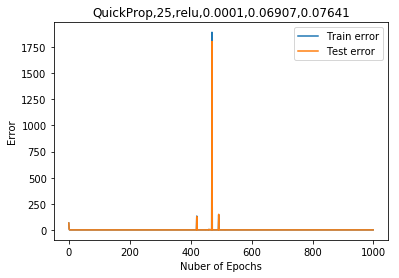 QuickProp,25,relu,0.0001,0.06907,0.07641
Train error
Test error
1750
1500
1250
1000
750
500
250
0
Error
0
200
400
600
800
1000
Nuber of Epochs